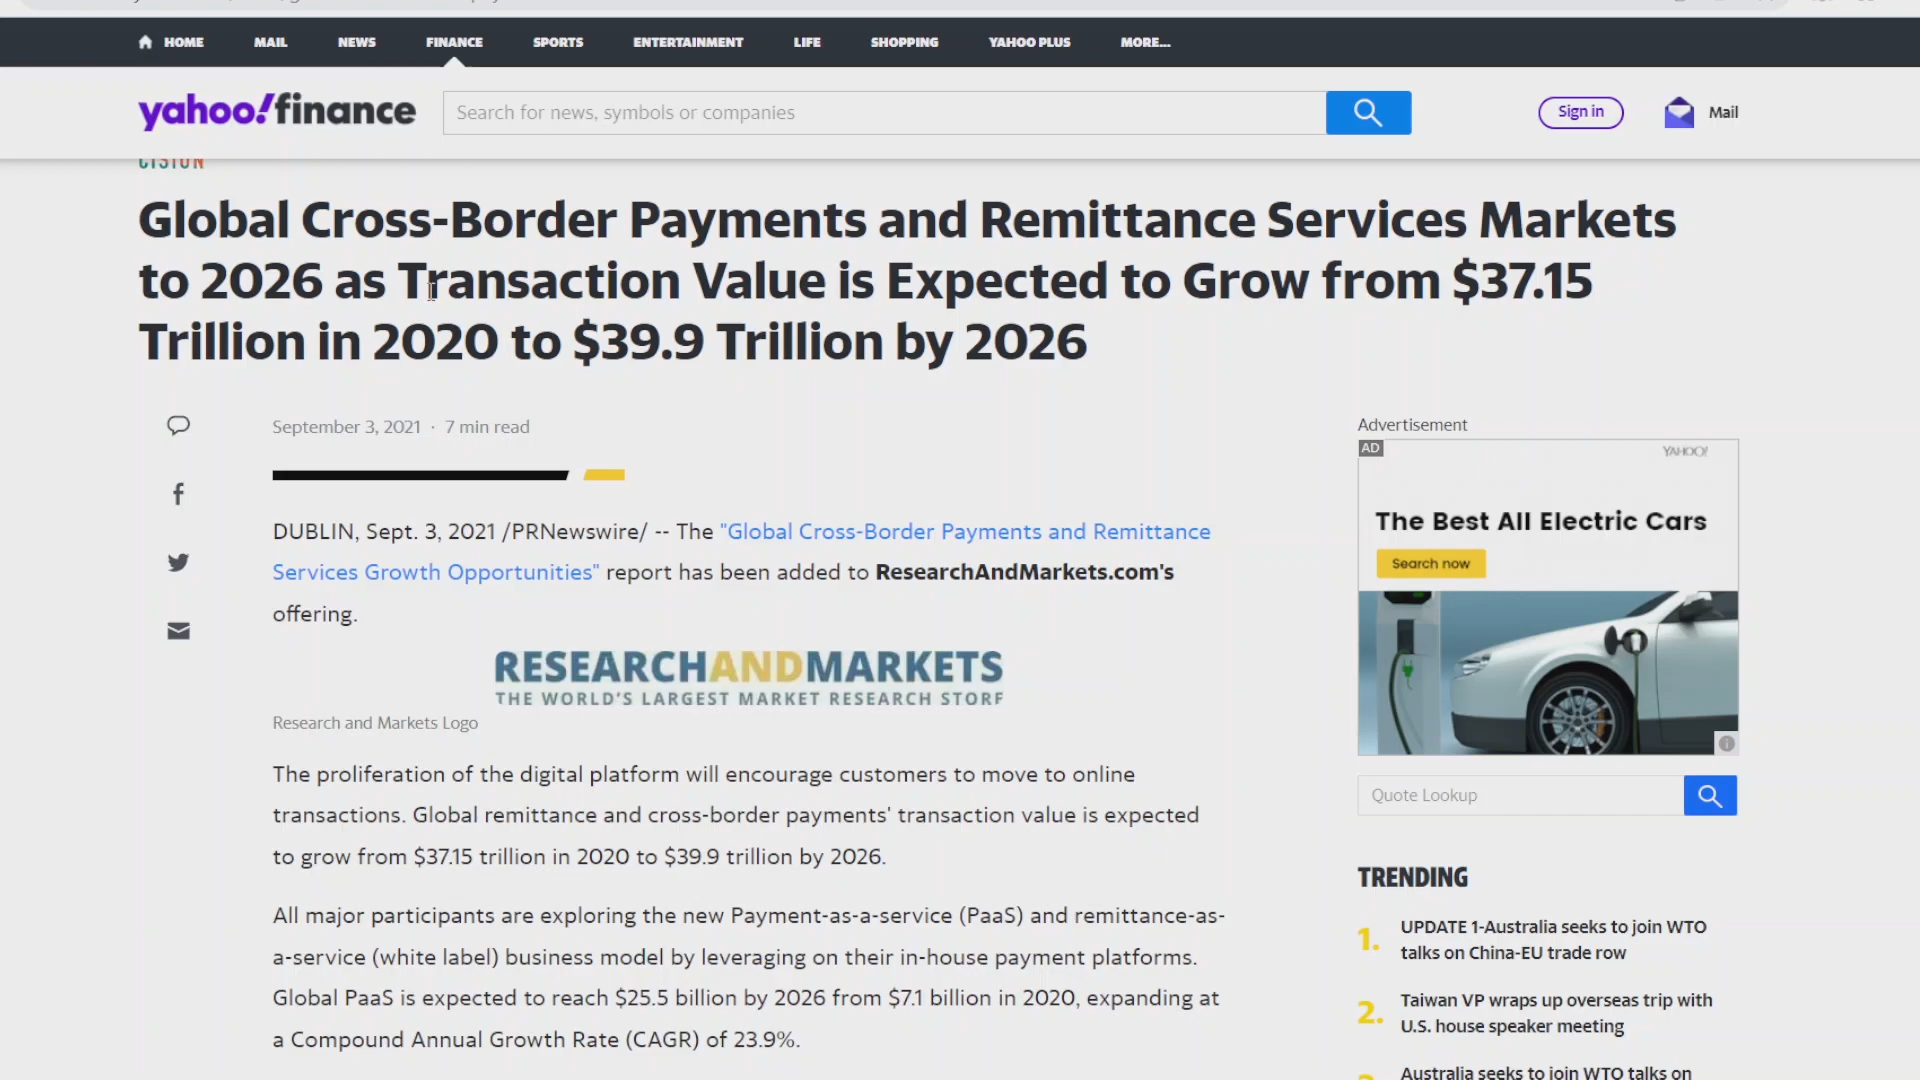 HOME MAIL NEWS FINANCE SPORTS ENTERTAINMENT LIFE SHOPPING YAHOO PLUS MORE...
yahoo!finance
Search for news, symbols or companies
Sign in
Mail
CISION
Global Cross-Border Payments and Remittance Services Markets
to 2026 as Transaction Value is Expected to Grow from $37.15
Trillion in 2020 to $39.9 Trillion by 2026
September 3, 2021 · 7 min read
DUBLIN, Sept. 3, 2021 /PRNewswire/ -- The "Global Cross-Border Payments and Remittance
Services Growth Opportunities" report has been added to ResearchAndMarkets.com's
offering.
RESEARCHANDMARKETS
THE WORLD'S LARGEST MARKET RESEARCH STORE
Research and Markets Logo
The proliferation of the digital platform will encourage customers to move to online
transactions. Global remittance and cross-border payments' transaction value is expected
to grow from $37.15 trillion in 2020 to $39.9 trillion by 2026.
All major participants are exploring the new Payment-as-a-service (PaaS) and remittance-as-
a-service (white label) business model by leveraging on their in-house payment platforms.
Global PaaS is expected to reach $25.5 billion by 2026 from $7.1 billion in 2020, expanding at
a Compound Annual Growth Rate (CAGR) of 23.9%.
Advertisement
AD
YAHOO!
The Best All Electric Cars
Search now
Quote Lookup
TRENDING
1. UPDATE 1-Australia seeks to join WTO
talks on China-EU trade row
2. Taiwan VP wraps up overseas trip with
U.S. house speaker meeting
Australia seeks to join WTO talks on